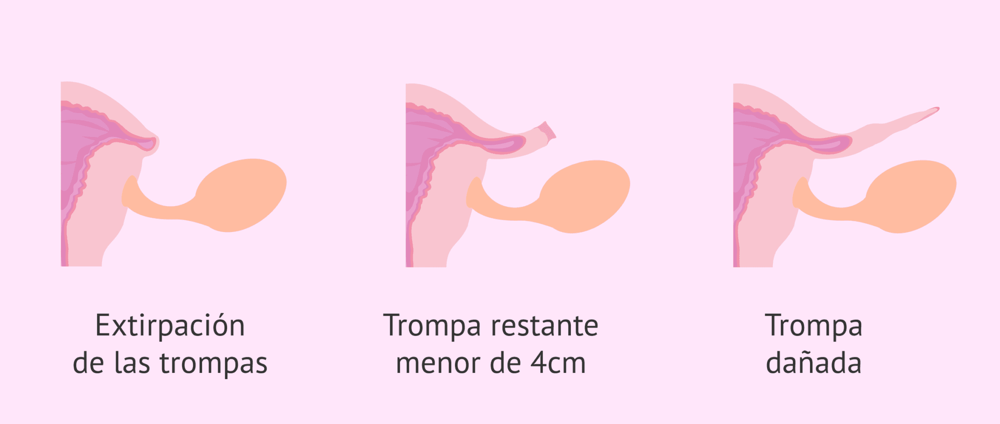 Extirpación
de las trompas
Trompa restante
menor de 4cm
Trompa
dañada